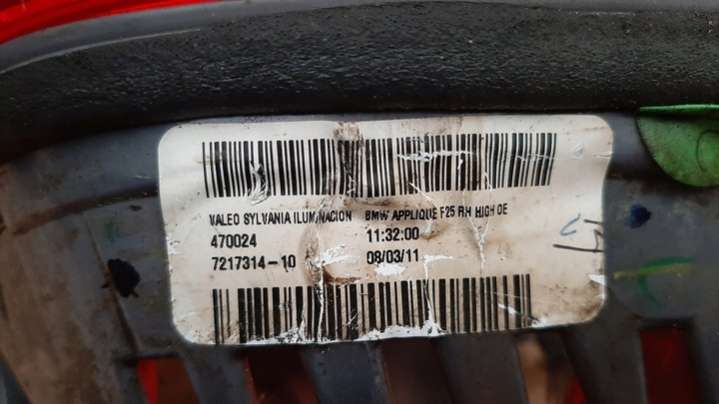 VALEO SYLVANIA ILUMINACION BMW APPLIQUE F25 RH HIGH OE
470024 11:32:00
7217314-10 08/03/11